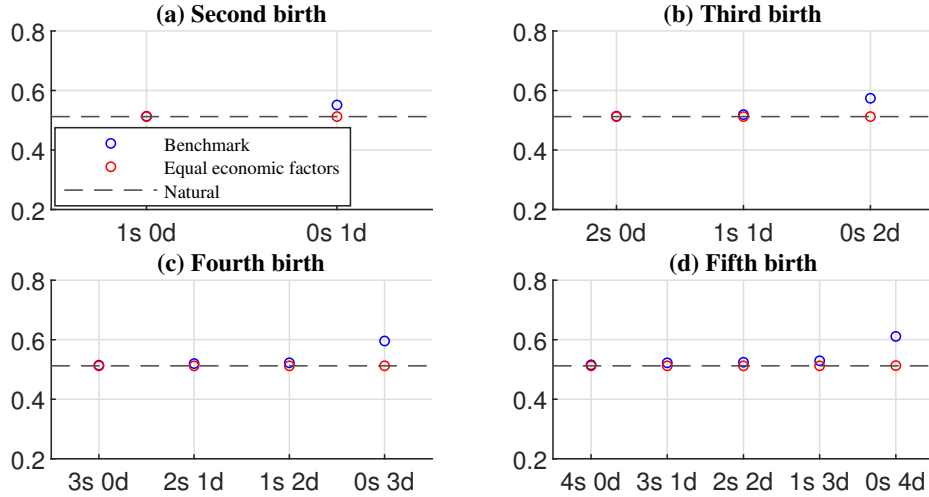 (a) Second birth
0.8
0.6
0.4
0.2
Benchmark
Equal economic factors
Natural
1s 0d
0s 1d
(b) Third birth
0.8
0.6
0.4
0.2
2s 0d
1s 1d
0s 2d
(c) Fourth birth
0.8
0.6
0.4
0.2
3s 0d
2s 1d
1s 2d
0s 3d
(d) Fifth birth
0.8
0.6
0.4
0.2
4s 0d
3s 1d
2s 2d
1s 3d
0s 4d